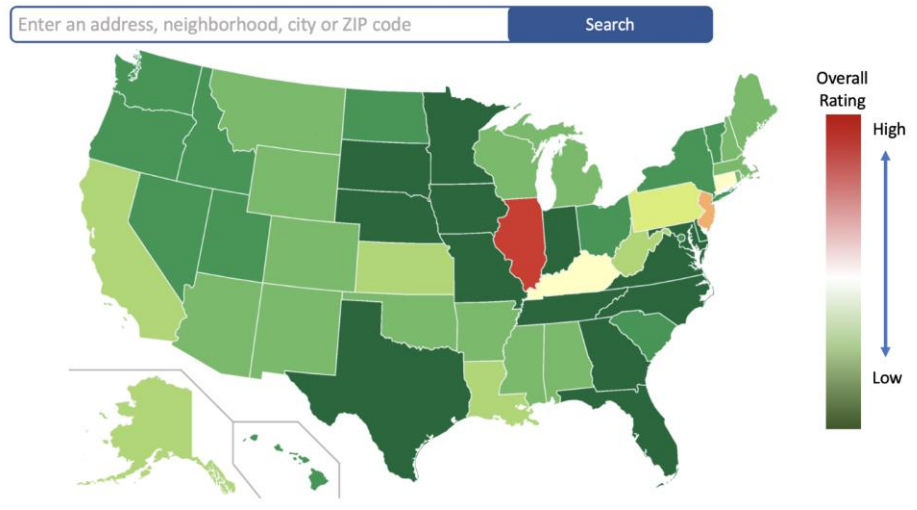 Enter an address, neighborhood, city or ZIP code
Search
Overall
Rating
High
Low